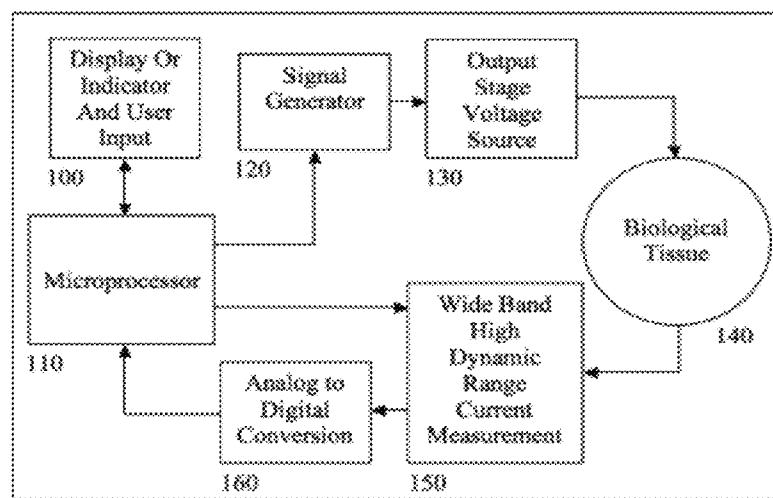 Display Or
Indicator
And User
Input
100
Signal
Generator
120
Output
Stage
Voltage
Source
130
Biological
Tissue
140
Microprocessor
110
Wide Band
High
Dynamic
Range
Current
Measurement
150
Analog to
Digital
Conversion
160